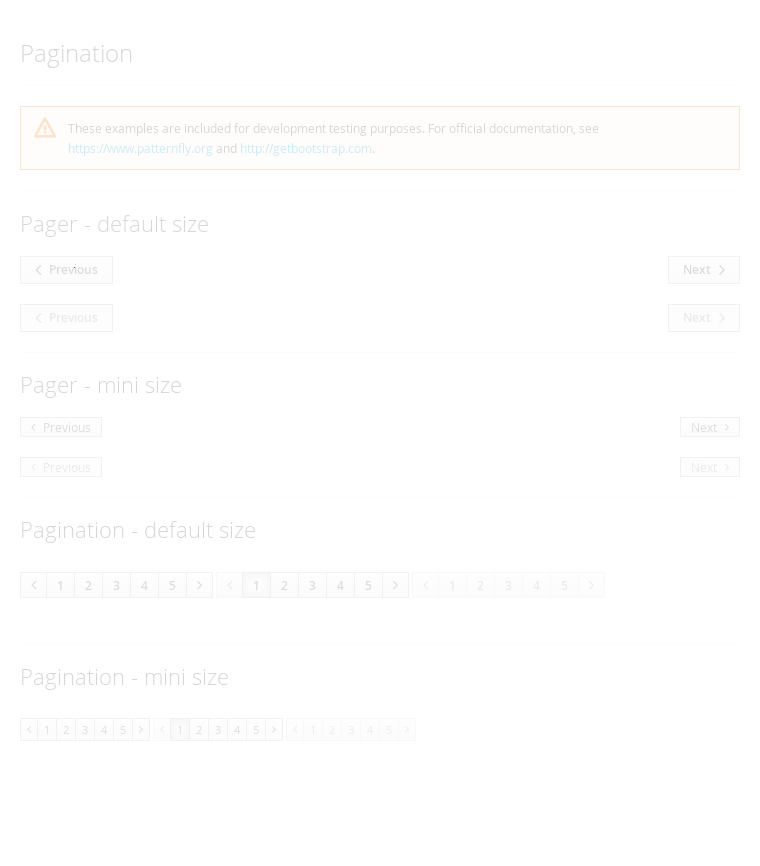 Pagination
These examples are included for development testing purposes. For official documentation, see
https://www.patternfly.org and http://getbootstrap.com.
Pager - default size
Previous Next
Previous Next
Pager - mini size
Previous Next
Previous Next
Pagination - default size
1 2 3 4 5 1 2 3 4 5 1 2 3 4 5
Pagination - mini size
1 2 3 4 5 1 2 3 4 5 1 2 3 4 5